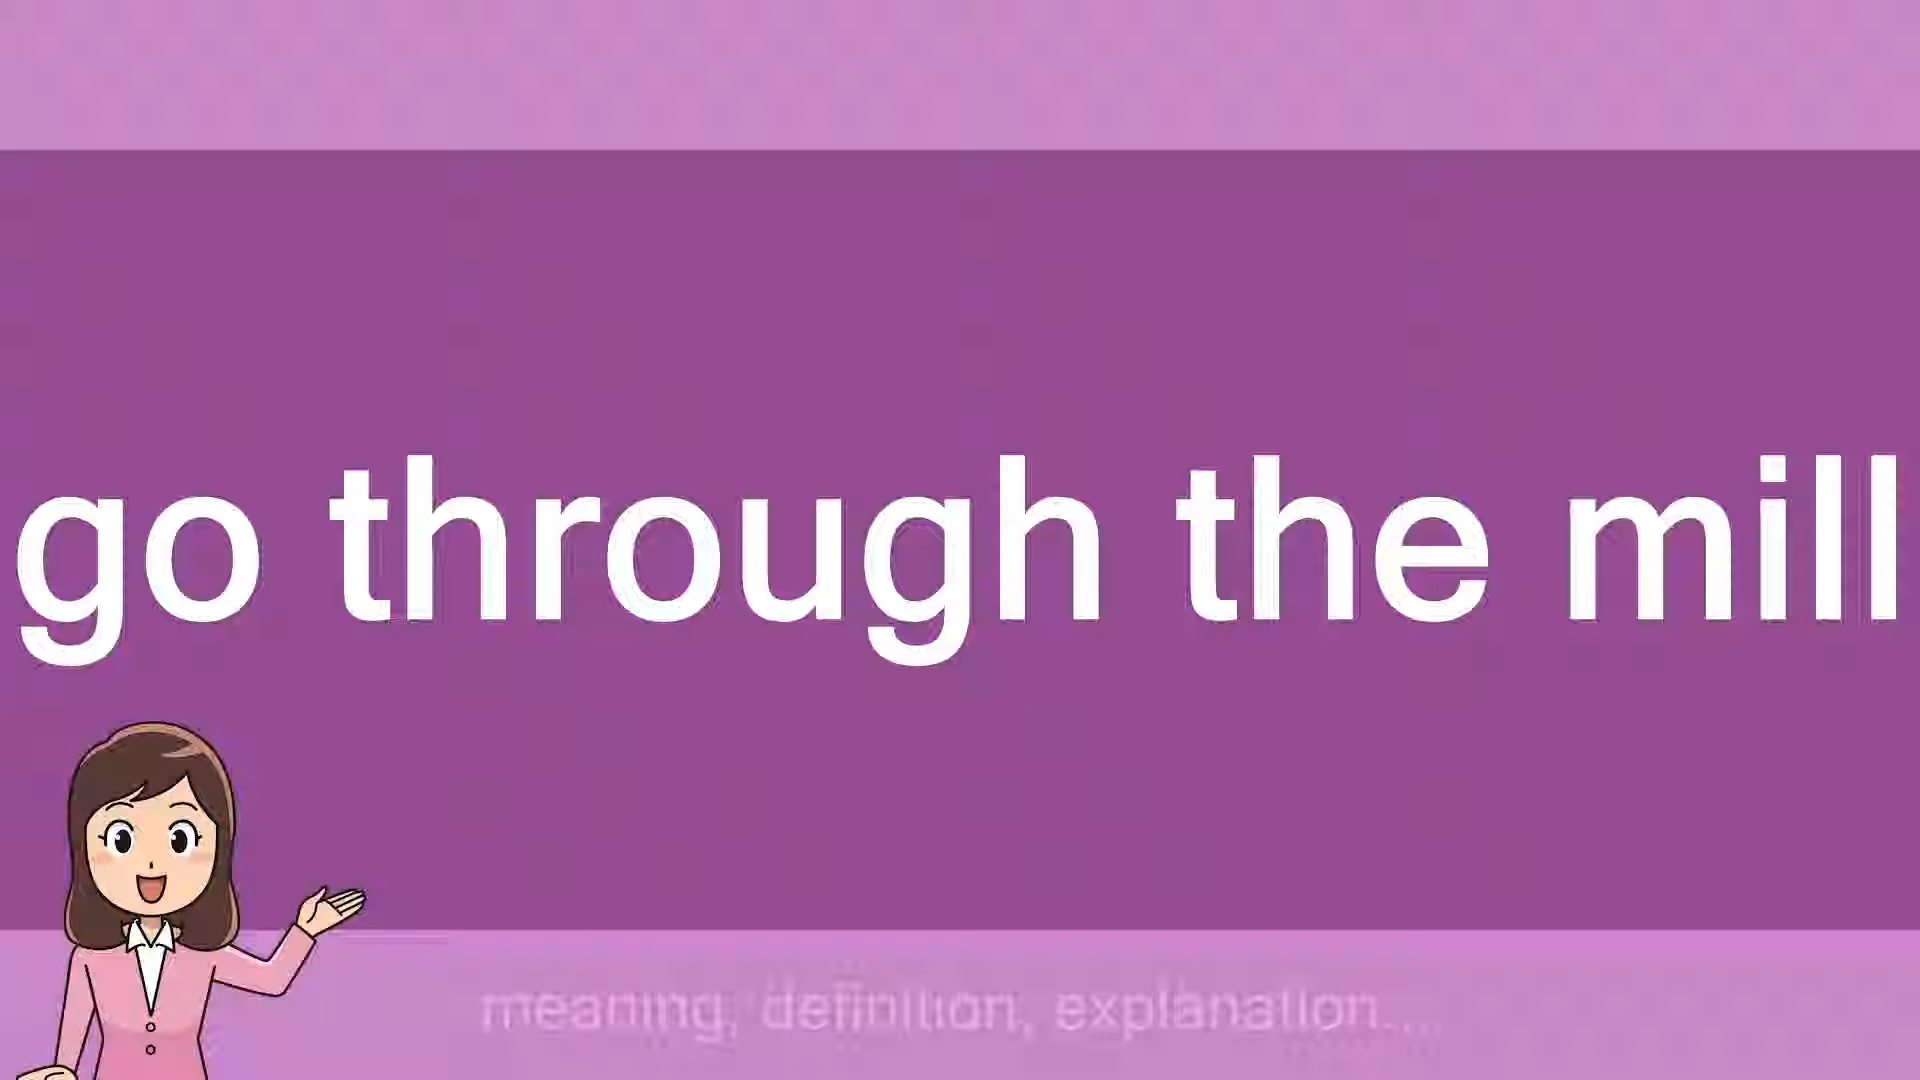 go through the mill
meaning, definition, explanation....